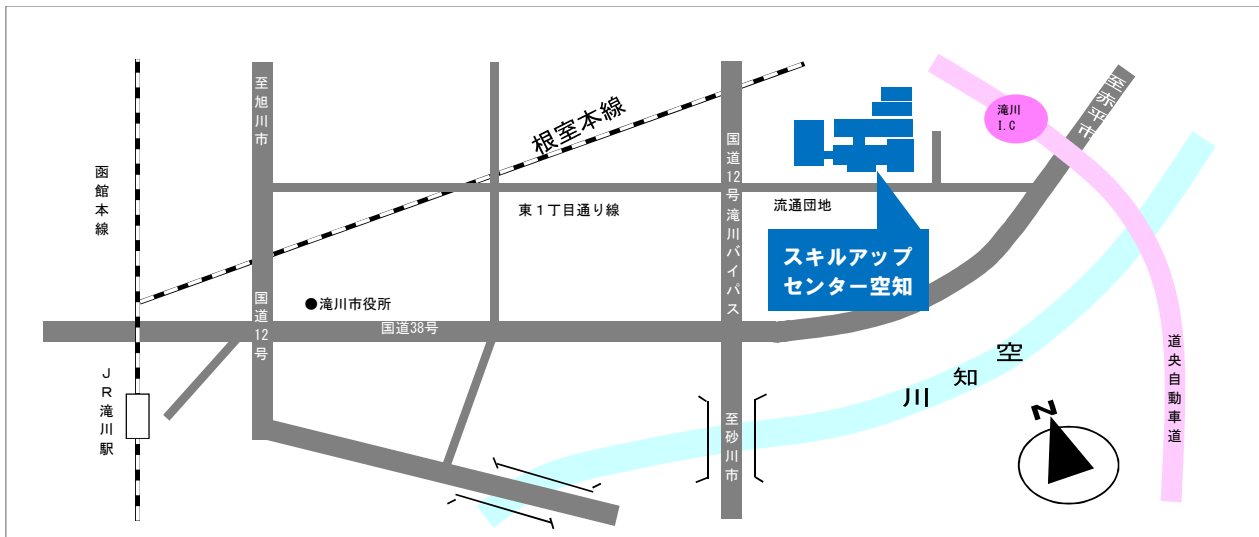 至旭川市
根室本線
函館本線
国道12号滝川バイパス
滝川
I.C
至赤平市
東1丁目通り線
流通団地
スキルアップ
センター空知
国道12号
●滝川市役所
国道38号
JR滝川駅
空知川
道央自動車道
至砂川市
N